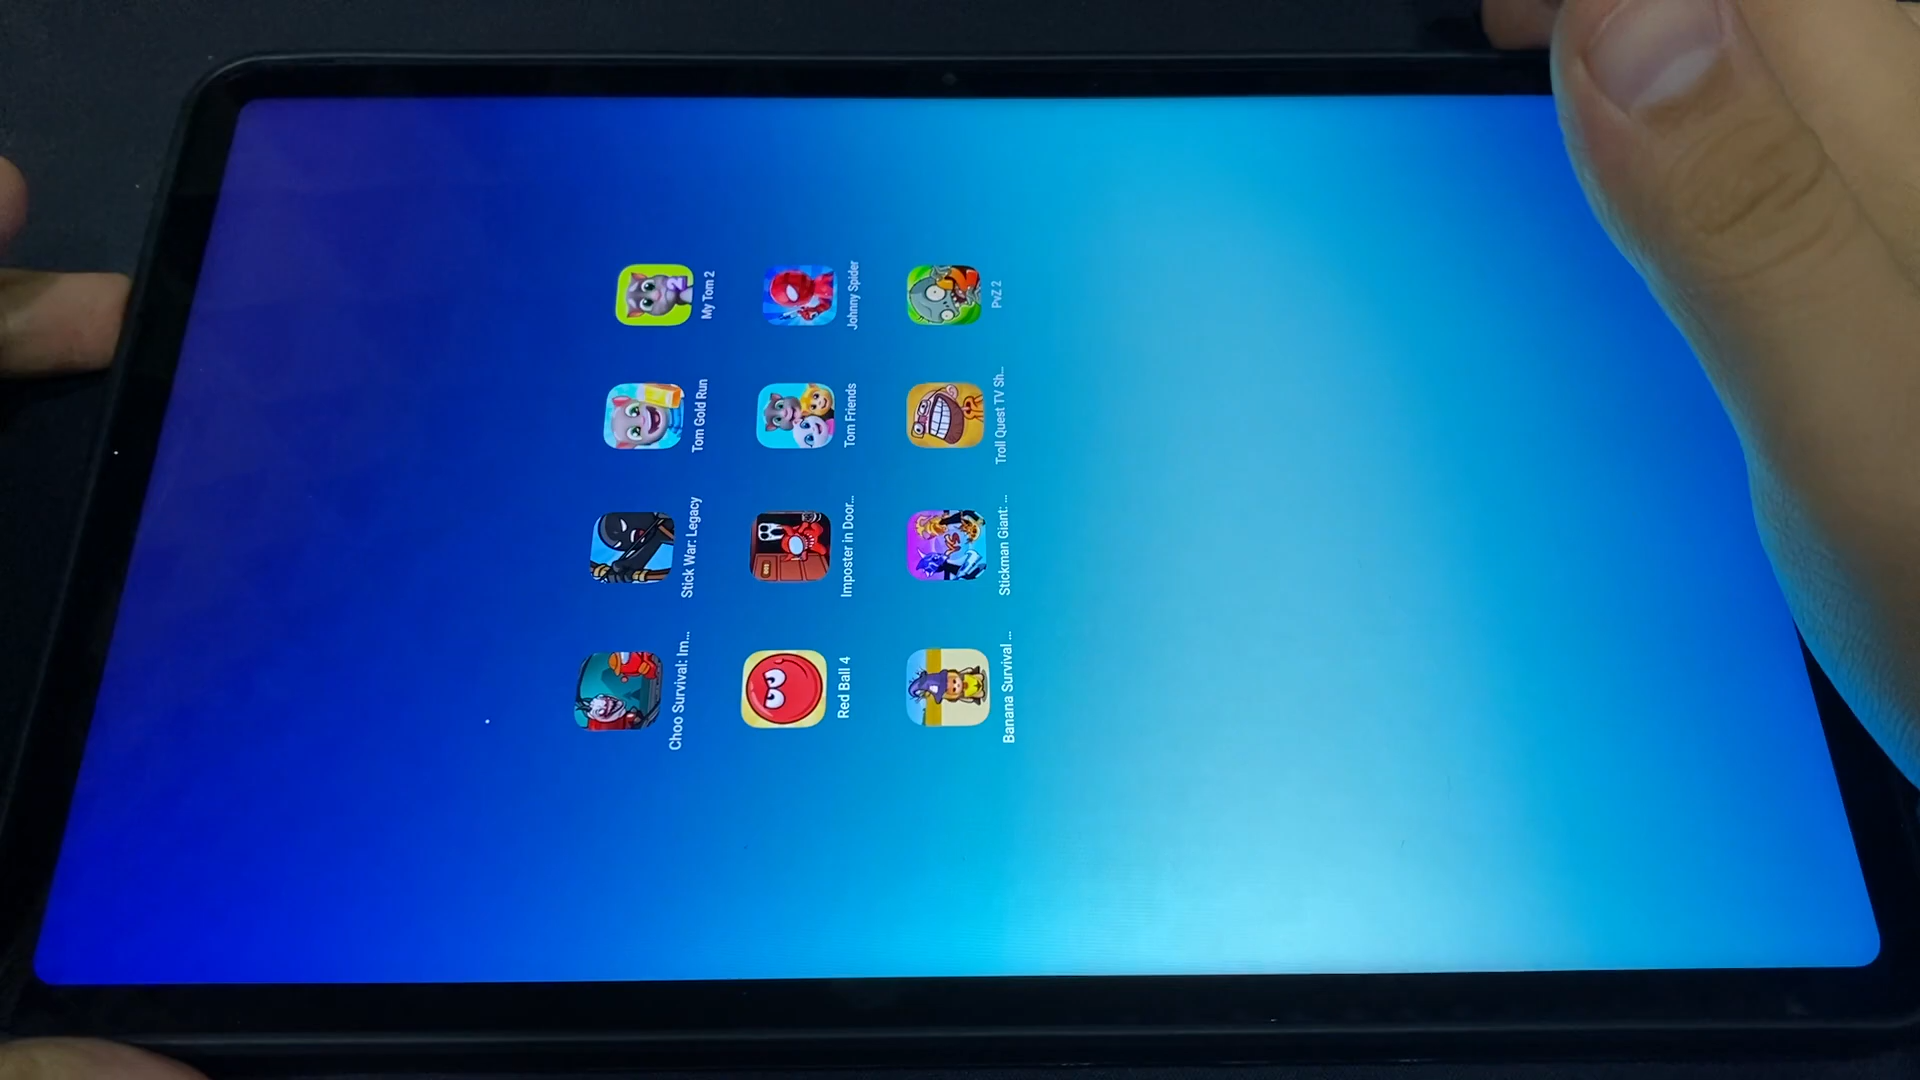 Choo Survival: Im...
Stick War: Legacy
Tom Gold Run
My Tom 2
Red Ball 4
Imposter in Door...
Tom Friends
Johnny Spider
Banana Survival ...
Stickman Giant: ...
Troll Quest TV Sh...
PvZ 2